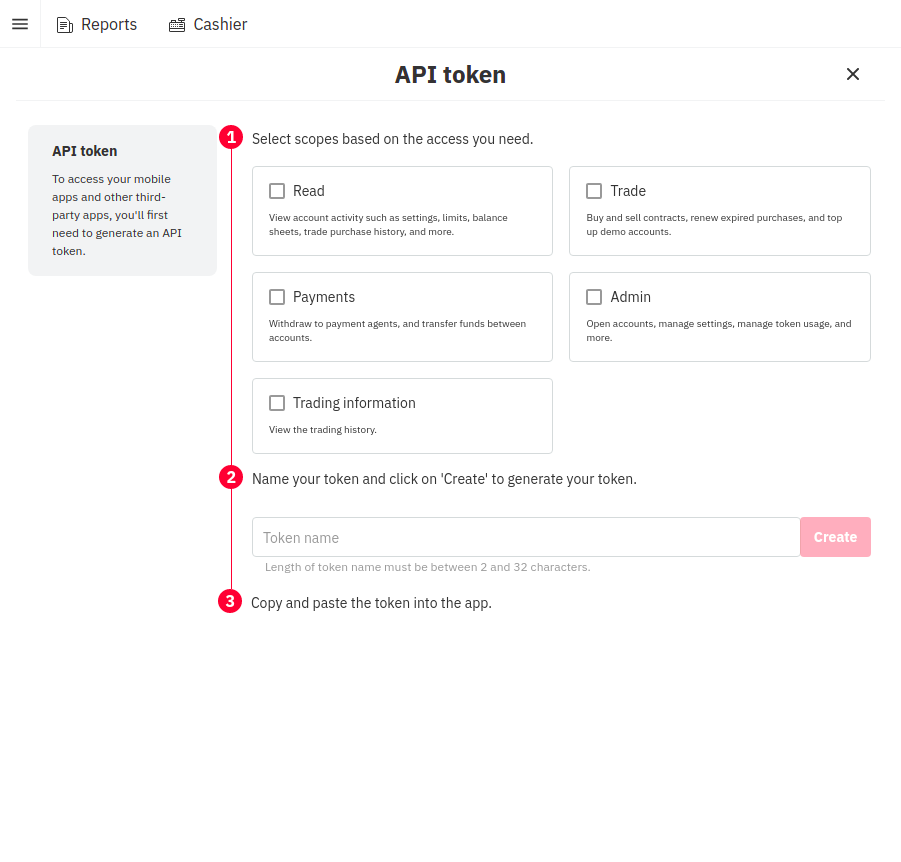 Reports
Cashier
API token
API token
To access your mobile
apps and other third-
party apps, you'll first
need to generate an API
token.
1
Select scopes based on the access you need.
Read
View account activity such as settings, limits, balance
sheets, trade purchase history, and more.
Trade
Buy and sell contracts, renew expired purchases, and top
up demo accounts.
Payments
Withdraw to payment agents, and transfer funds between
accounts.
Admin
Open accounts, manage settings, manage token usage, and
more.
Trading information
View the trading history.
2
Name your token and click on 'Create' to generate your token.
Token name
Create
Length of token name must be between 2 and 32 characters.
3
Copy and paste the token into the app.